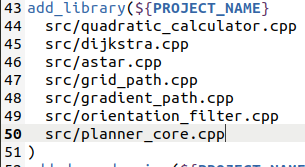 43 add_library(${PROJECT_NAME}
44 src/quadratic_calculator.cpp
45 src/dijkstra.cpp
46 src/astar.cpp
47 src/grid_path.cpp
48 src/gradient_path.cpp
49 src/orientation_filter.cpp
50 src/planner_core.cpp
51 )